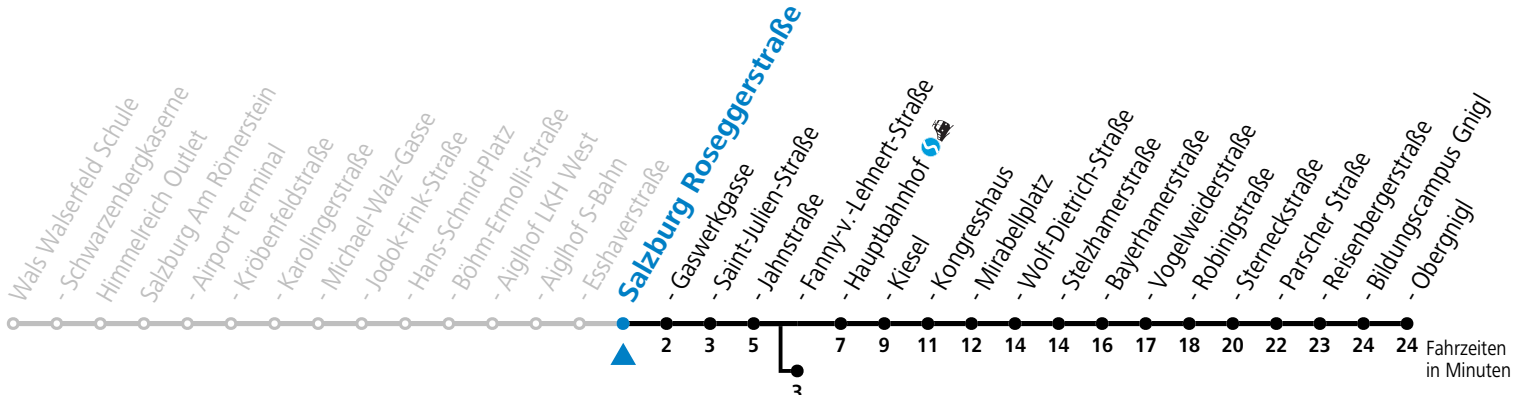 Wals Walserfeld Schule
- Schwarzenbergkaserne
Himmelreich Outlet
Salzburg Am Römerstein
- Airport Terminal
- Kröbenfeldstraße
- Karolingerstraße
- Michael-Walz-Gasse
- Jodok-Fink-Straße
- Hans-Schmid-Platz
- Böhm-Ermolli-Straße
- Aiglhof LKH West
- Aiglhof S-Bahn
- Esshaverstraße
Salzburg Roseggerstraße
- Gaswerkgasse
- Saint-Julien-Straße
- Jahnstraße
- Fanny-v.-Lehnert-Straße
- Hauptbahnhof
- Kiesel
- Kongresshaus
- Mirabellplatz
- Wolf-Dietrich-Straße
- Stelzhamerstraße
- Bayerhamerstraße
- Vogelweiderstraße
- Robinigstraße
- Sterneckstraße
- Parscher Straße
- Reisenbergerstraße
- Bildungscampus Gnigl
- Obergnigl
2 3 5 7 9 11 12 14 14 16 17 18 20 22 23 24 24 Fahrzeiten
in Minuten
3